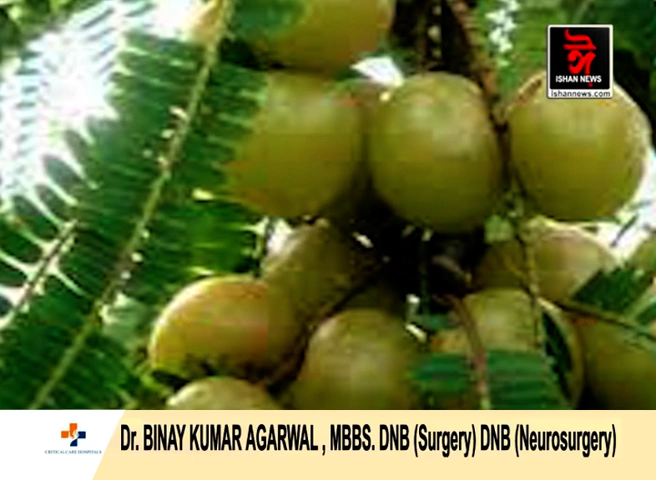 ঈ
ISHAN NEWS
ishannews.com
Dr. BINAY KUMAR AGARWAL , MBBS. DNB (Surgery) DNB (Neurosurgery)
CRITICALCARE HOSPITALS